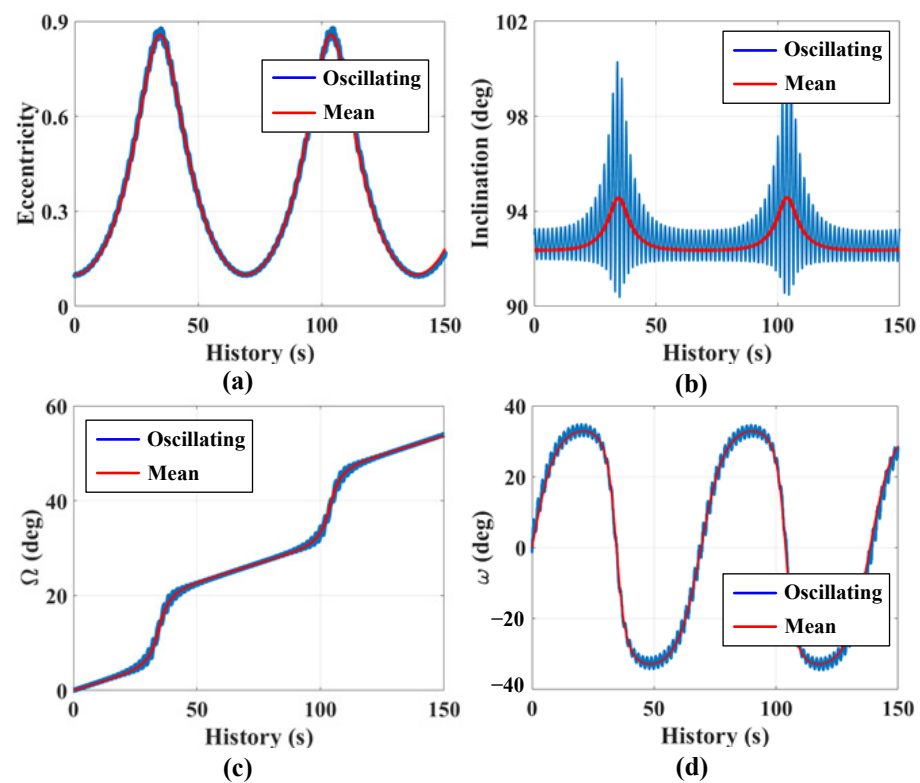 0.9
0.6
0.3
0
Eccentricity
Oscillating
Mean
0 50 100 150
History (s)
(a)
102
98
94
90
Inclination (deg)
Oscillating
Mean
0 50 100 150
History (s)
(b)
60
40
20
0
Ω (deg)
Oscillating
Mean
0 50 100 150
History (s)
(c)
40
20
0
−20
−40
ω (deg)
Oscillating
Mean
0 50 100 150
History (s)
(d)